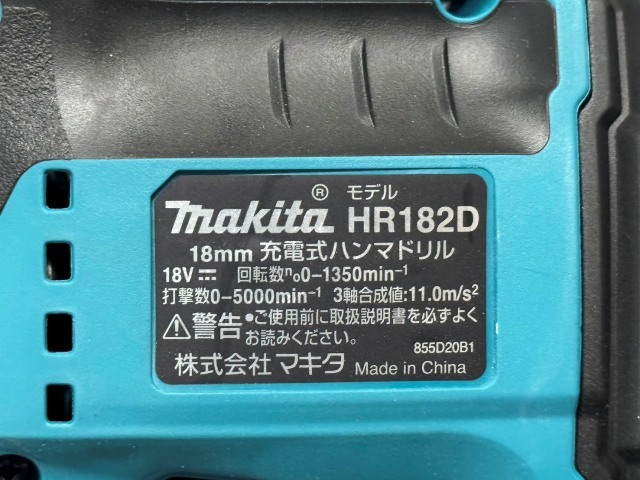 ® モデル
makita HR182D
18mm 充電式ハンマドリル
18V⎓ 回転数n₀0-1350min⁻¹
打撃数0-5000min⁻¹ 3軸合成値:11.0m/s²
⚠警告 •ご使用前に取扱説明書を必ずよく
お読みください。
855D20B1
株式会社マキタ Made in China